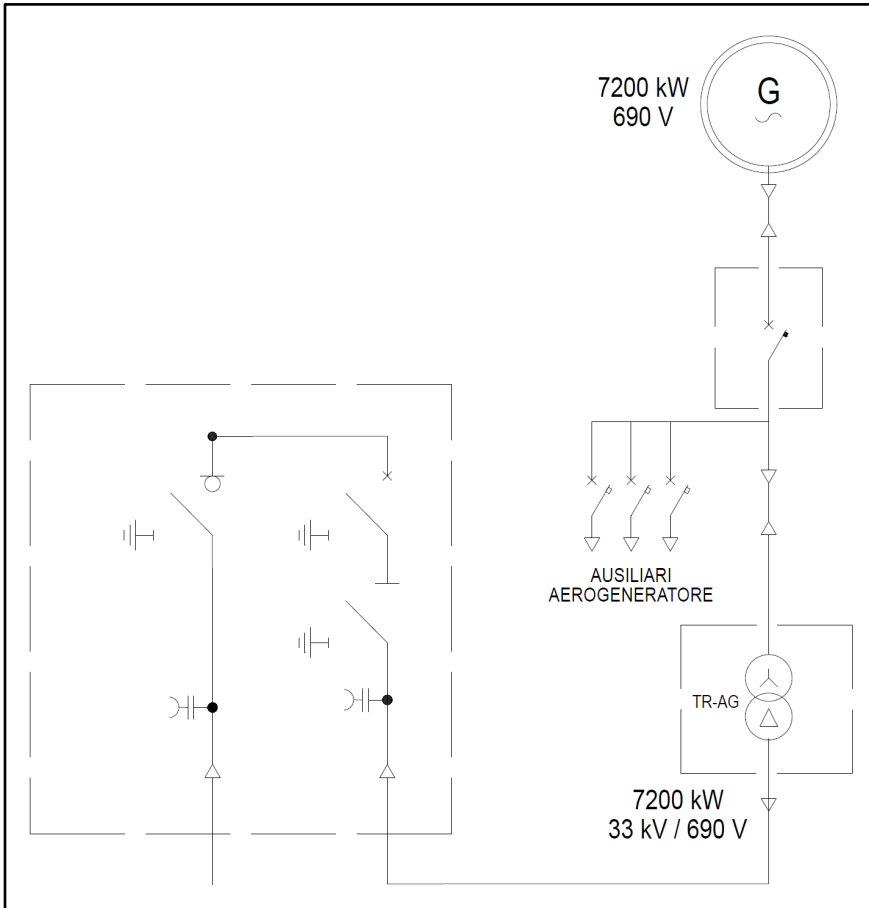 7200 kW
690 V
G
AUSILIARI
AEROGENERATORE
TR-AG
7200 kW
33 kV / 690 V